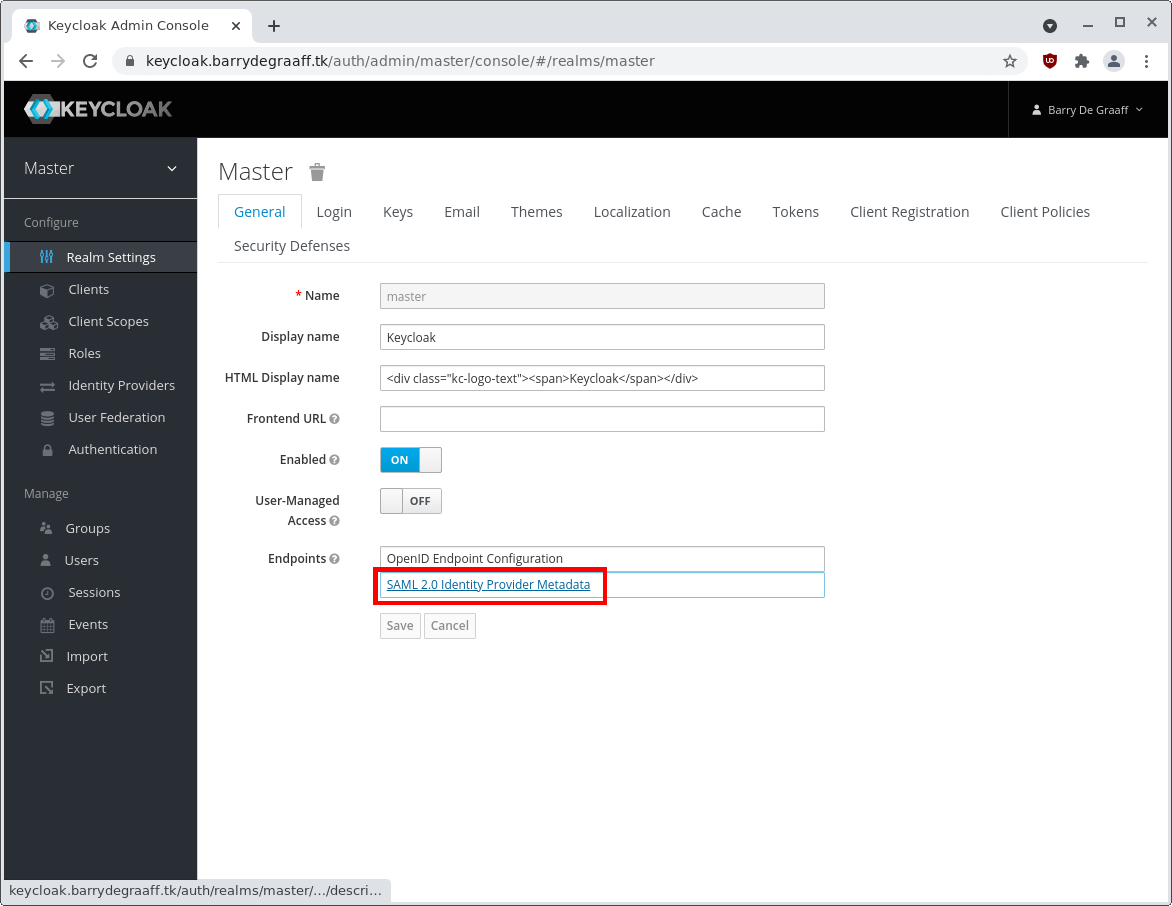 Keycloak Admin Console
keycloak.barrydegraaff.tk/auth/admin/master/console/#/realms/master
KEYCLOAK
Barry De Graaff
Master
Configure
Realm Settings
Clients
Client Scopes
Roles
Identity Providers
User Federation
Authentication
Manage
Groups
Users
Sessions
Events
Import
Export
Master
General Login Keys Email Themes Localization Cache Tokens Client Registration Client Policies
Security Defenses
* Name master
Display name Keycloak
HTML Display name <div class="kc-logo-text"><span>Keycloak</span></div>
Frontend URL
Enabled ON
User-Managed
Access OFF
Endpoints OpenID Endpoint Configuration
SAML 2.0 Identity Provider Metadata
Save Cancel
keycloak.barrydegraaff.tk/auth/realms/master/…/descri…